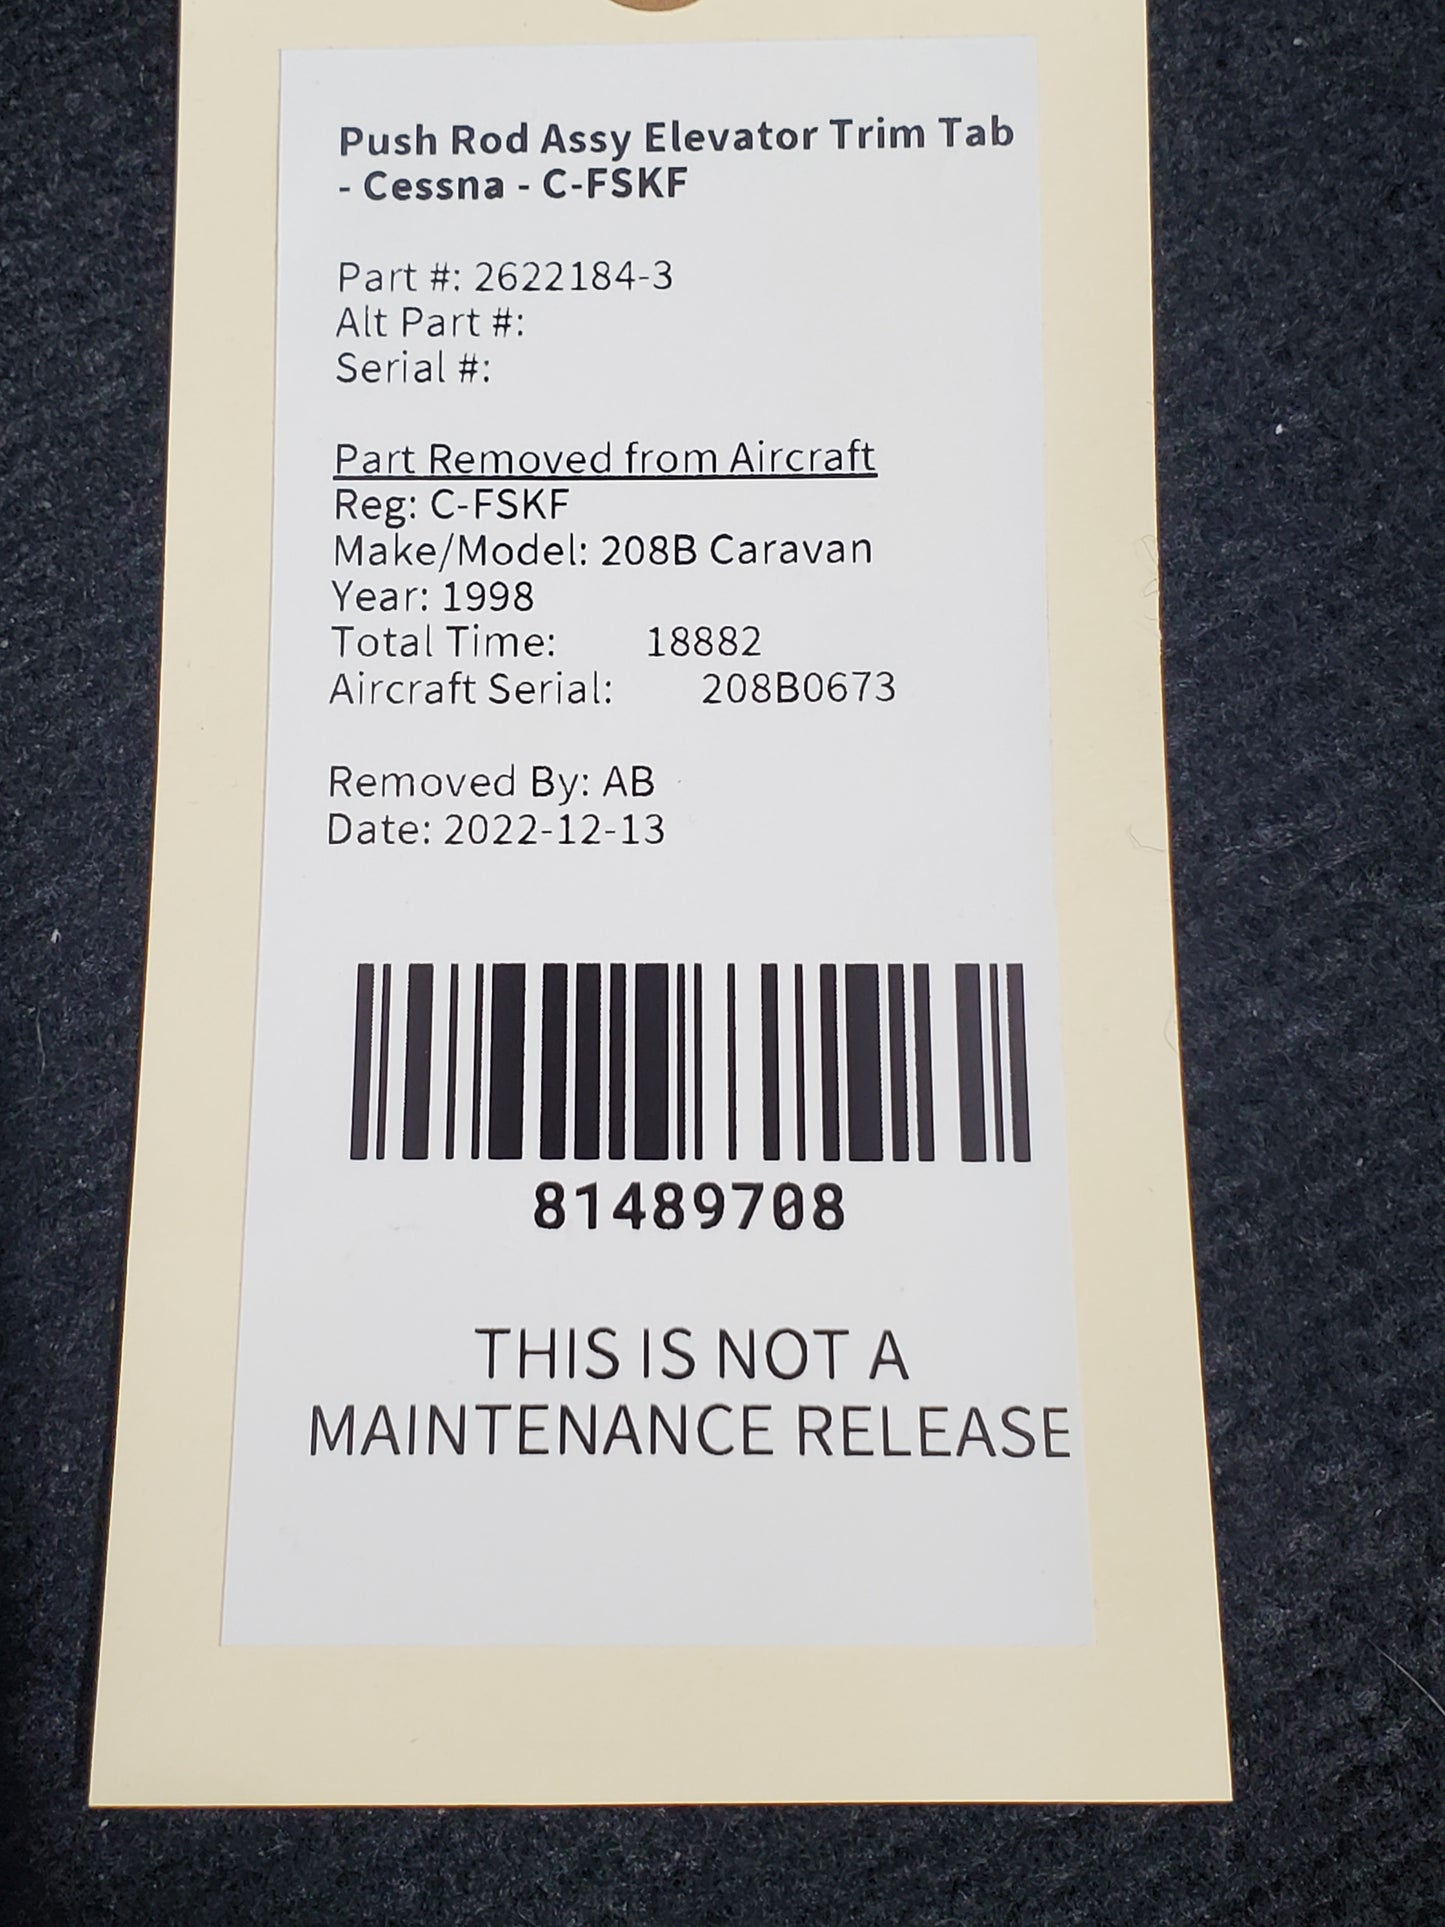 Push Rod Assy Elevator Trim Tab
- Cessna - C-FSKF
Part #: 2622184-3
Alt Part #:
Serial #:
Part Removed from Aircraft
Reg: C-FSKF
Make/Model: 208B Caravan
Year: 1998
Total Time: 18882
Aircraft Serial: 208B0673
Removed By: AB
Date: 2022-12-13
81489708
THIS IS NOT A
MAINTENANCE RELEASE